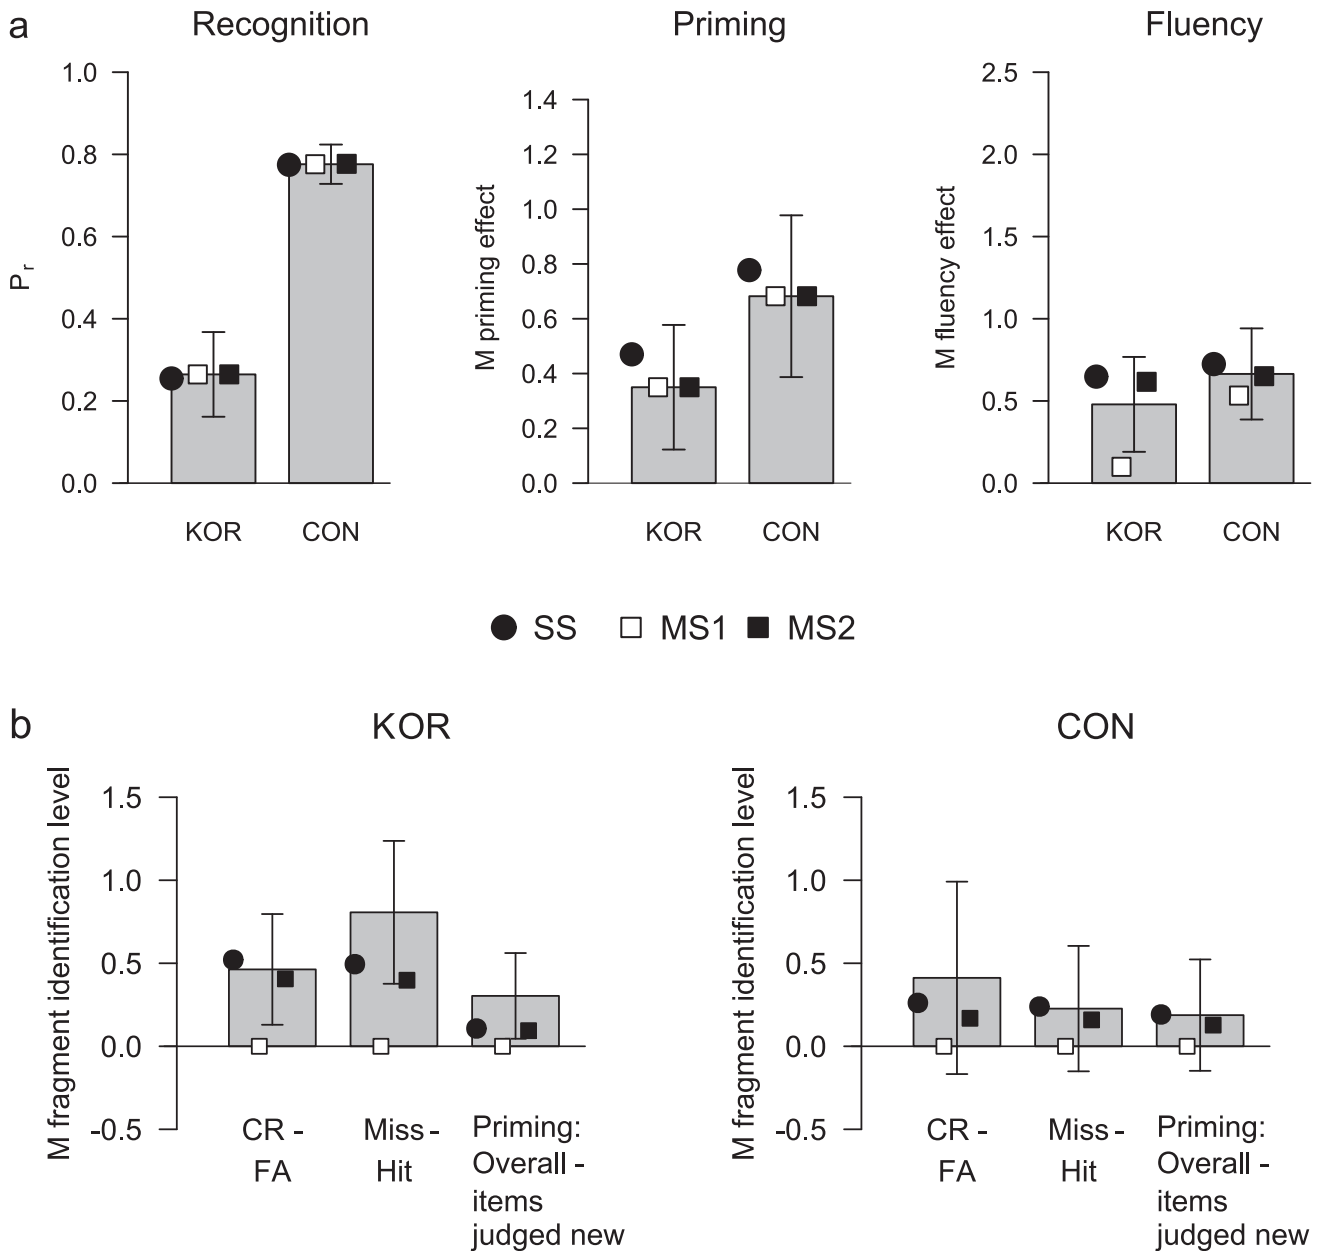 a
Recognition
Priming
Fluency
P_r
1.0
0.8
0.6
0.4
0.2
0.0
KOR
CON
M priming effect
1.4
1.2
1.0
0.8
0.6
0.4
0.2
0.0
KOR
CON
M fluency effect
2.5
2.0
1.5
1.0
0.5
0.0
KOR
CON
SS
MS1
MS2
b
KOR
M fragment identification level
1.5
1.0
0.5
0.0
-0.5
CR -
FA
Miss -
Hit
Priming:
Overall -
items
judged new
CON
M fragment identification level
1.5
1.0
0.5
0.0
-0.5
CR -
FA
Miss -
Hit
Priming:
Overall -
items
judged new